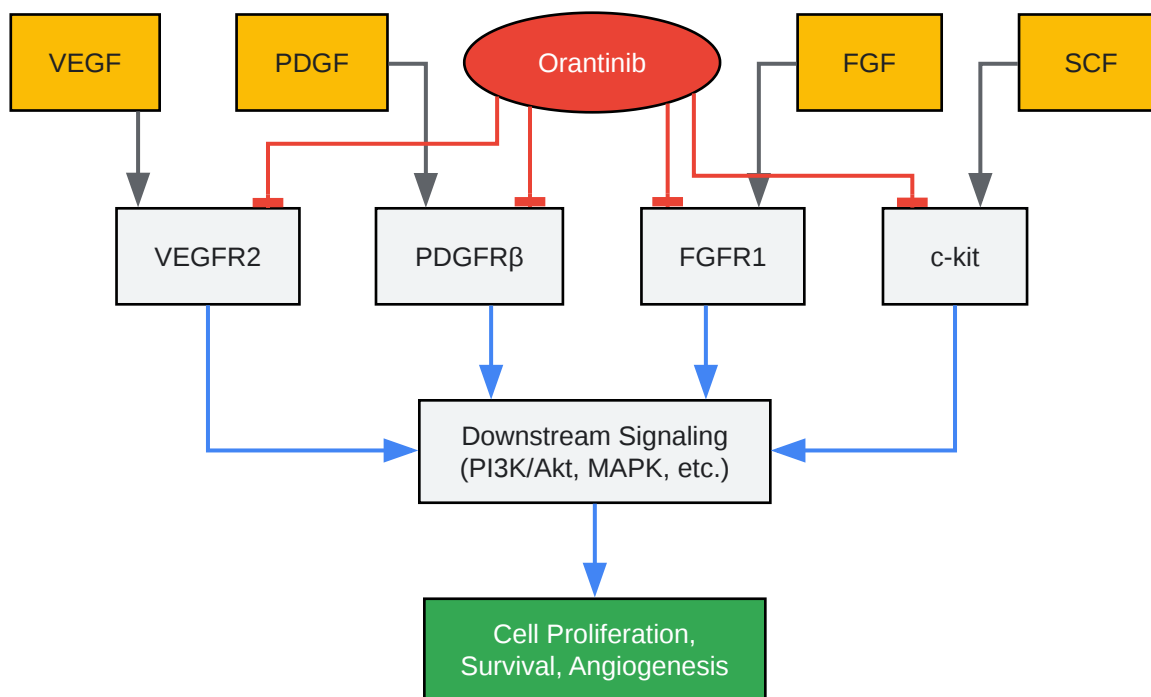 VEGF
PDGF
Orantinib
FGF
SCF
VEGFR2
PDGFRβ
FGFR1
c-kit
Downstream Signaling
(PI3K/Akt, MAPK, etc.)
Cell Proliferation,
Survival, Angiogenesis